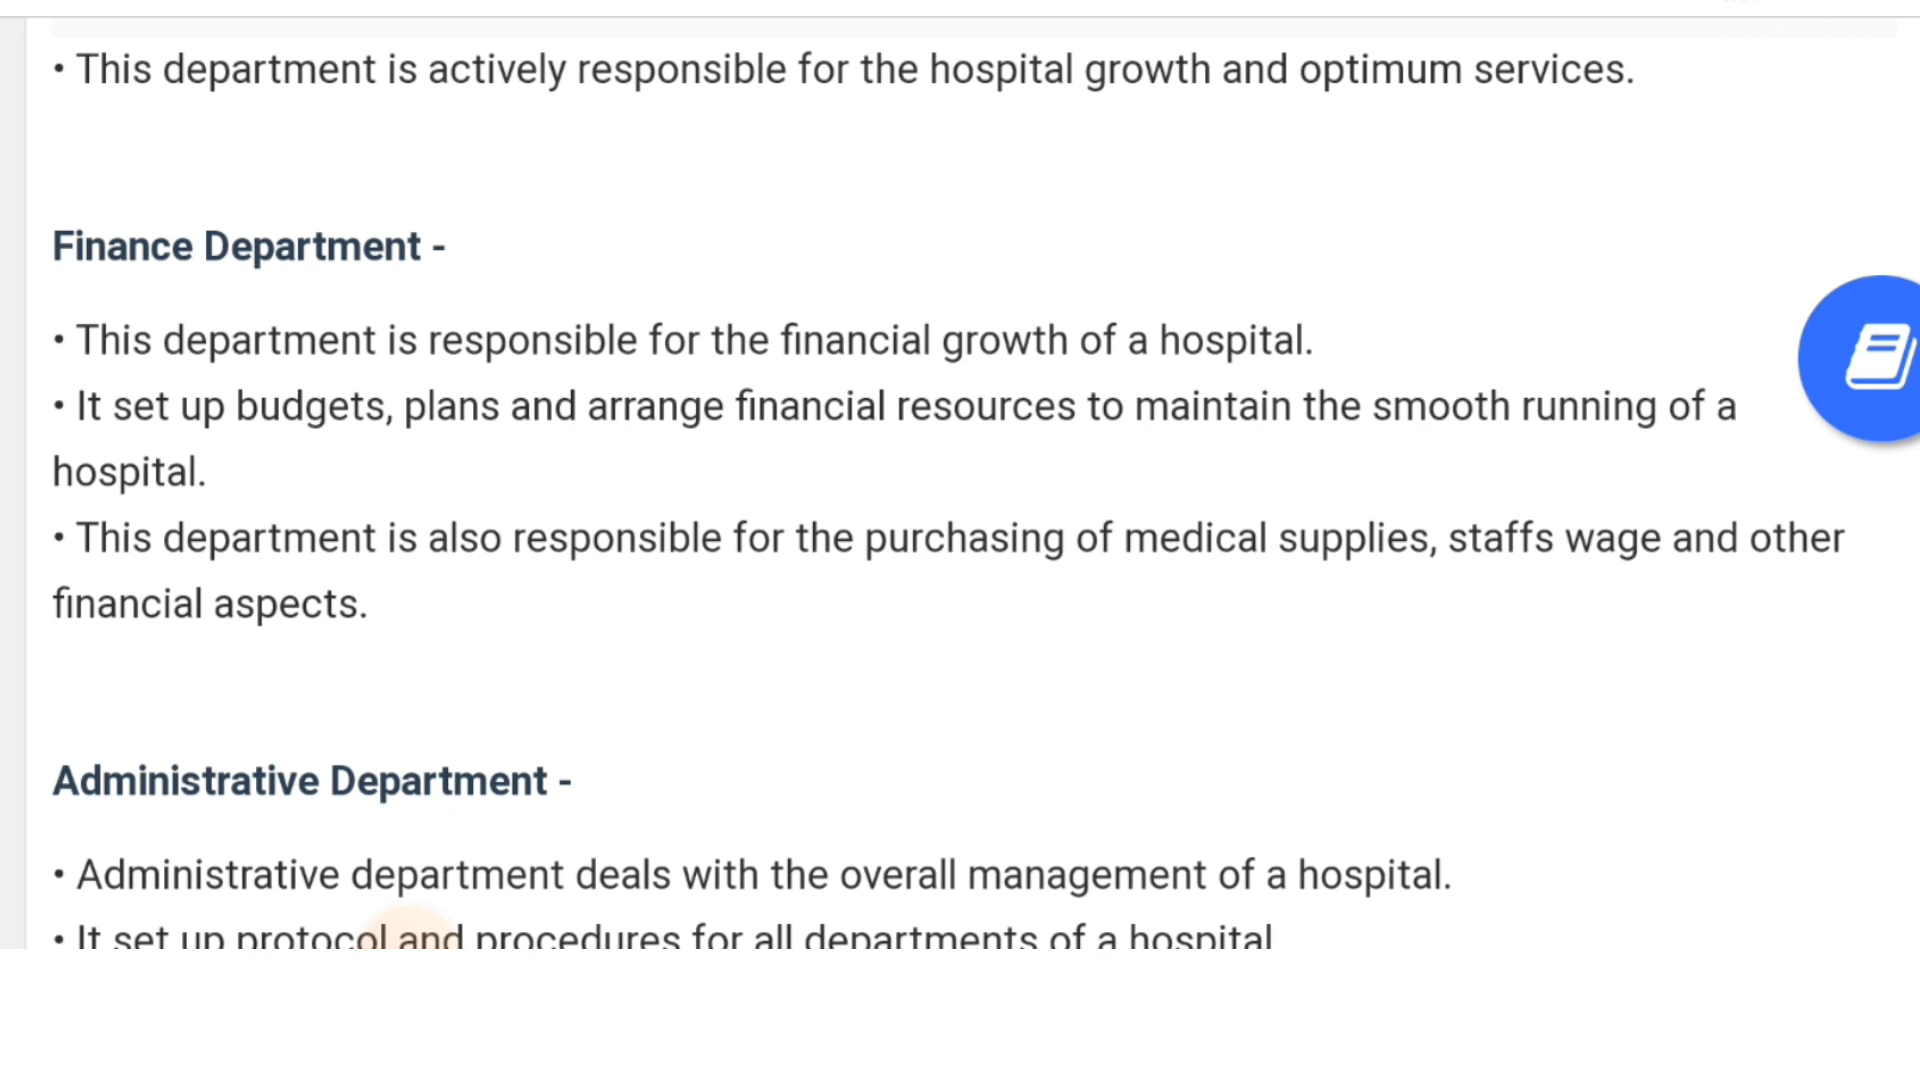 • This department is actively responsible for the hospital growth and optimum services.
Finance Department -
• This department is responsible for the financial growth of a hospital.
• It set up budgets, plans and arrange financial resources to maintain the smooth running of a
hospital.
• This department is also responsible for the purchasing of medical supplies, staffs wage and other
financial aspects.
Administrative Department -
• Administrative department deals with the overall management of a hospital.
• It set up protocol and procedures for all departments of a hospital